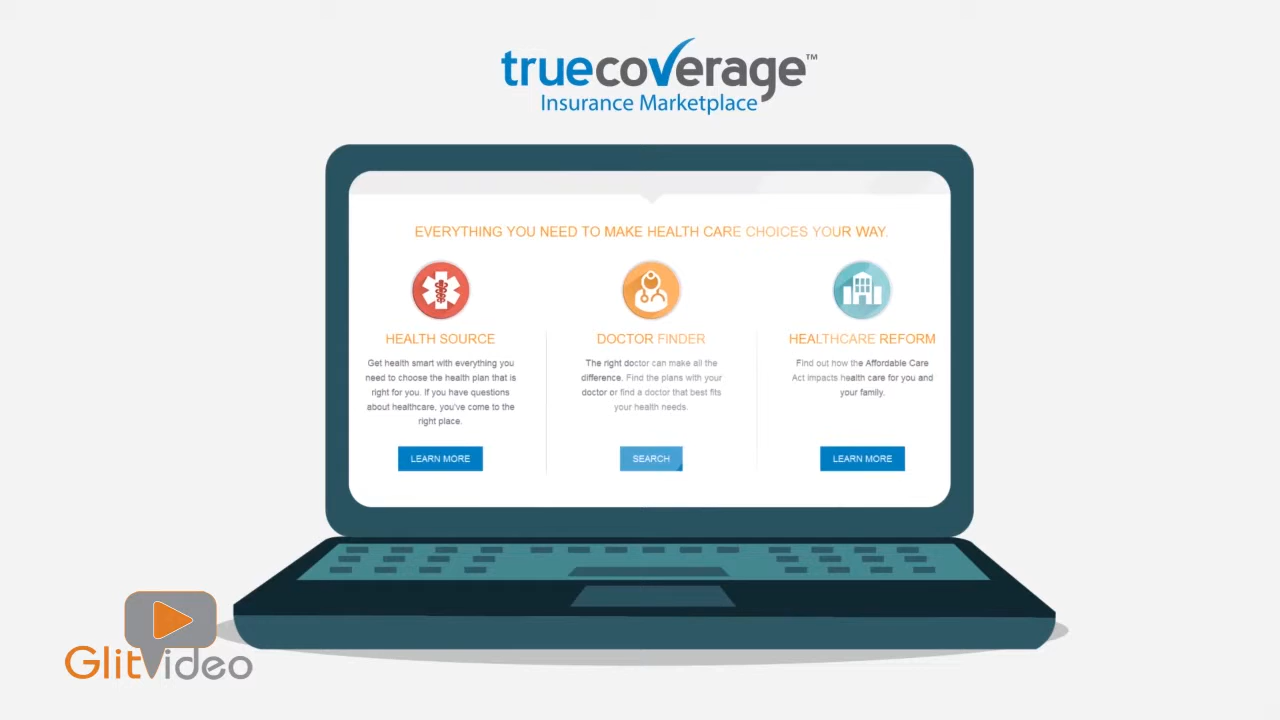 truecoverage™
Insurance Marketplace
EVERYTHING YOU NEED TO MAKE HEALTH CARE CHOICES YOUR WAY.
HEALTH SOURCE
Get health smart with everything you
need to choose the health plan that is
right for you. If you have questions
about healthcare, you've come to the
right place.
LEARN MORE
DOCTOR FINDER
The right doctor can make all the
difference. Find the plans with your
doctor or find a doctor that best fits
your health needs.
SEARCH
HEALTHCARE REFORM
Find out how the Affordable Care
Act impacts health care for you and
your family.
LEARN MORE
GlitVideo